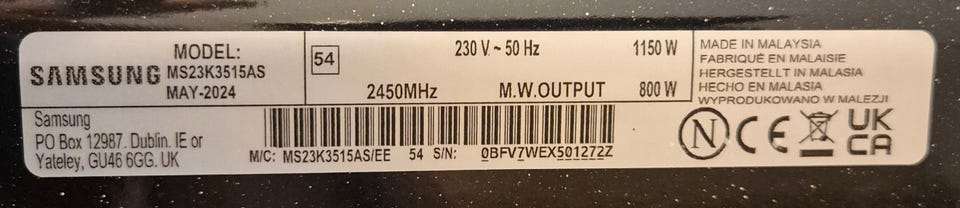 SAMSUNG
MODEL:
MS23K3515AS
MAY-2024
54
230 V ~ 50 Hz 1150 W
2450MHz M.W.OUTPUT 800 W
MADE IN MALAYSIA
FABRIQUÉ EN MALAISIE
HERGESTELLT IN MALASIA
HECHO EN MALASIA
WYPRODUKOWANO W MALEZJI
Samsung
PO Box 12987. Dublin. IE or
Yateley, GU46 6GG. UK
M/C: MS23K3515AS/EE 54 S/N: 0BFV7WEX501272Z
N CE UK
CA